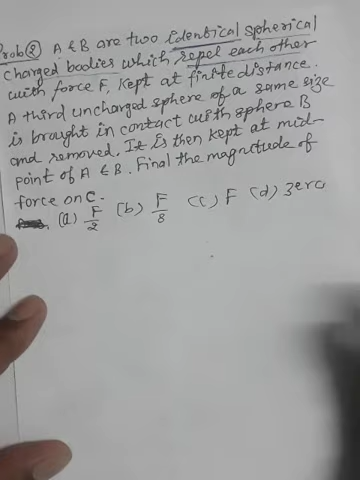 Prob② A & B are two identical spherical
charged bodies which repel each other
with force F, kept at finite distance.
A third uncharged sphere of a same size
is brought in contact with sphere B
and removed. It is then kept at mid-
point of A & B. Final the magnitude of
force on C.
(a) F/2 (b) F/8 (c) F (d) zero